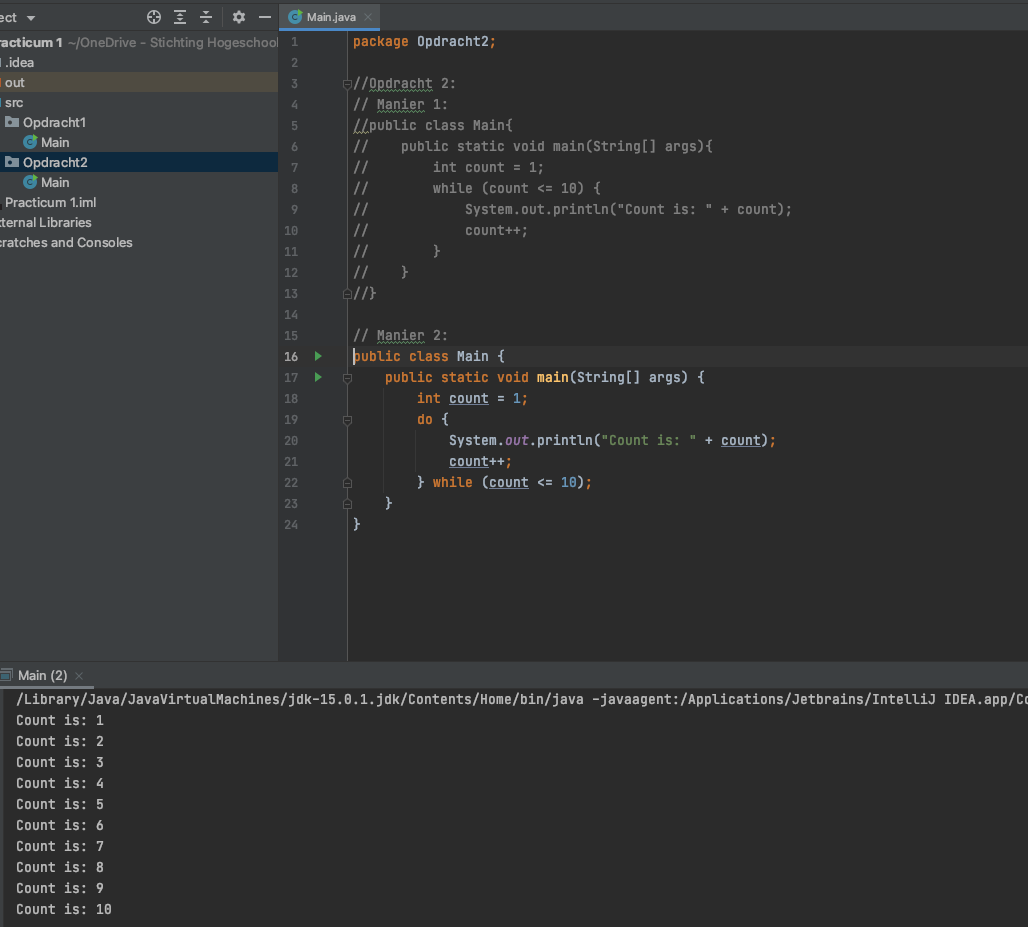 ect
Main.java
racticum 1 ~/OneDrive – Stichting Hogeschool
.idea
out
src
Opdracht1
Main
Opdracht2
Main
Practicum 1.iml
ternal Libraries
cratches and Consoles
1 package Opdracht2;
2
3 //Opdracht 2:
4 // Manier 1:
5 //public class Main{
6 //    public static void main(String[] args){
7 //        int count = 1;
8 //        while (count <= 10) {
9 //            System.out.println("Count is: " + count);
10 //            count++;
11 //        }
12 //    }
13 //}
14
15 // Manier 2:
16 public class Main {
17     public static void main(String[] args) {
18         int count = 1;
19         do {
20             System.out.println("Count is: " + count);
21             count++;
22         } while (count <= 10);
23     }
24 }
Main (2)
/Library/Java/JavaVirtualMachines/jdk-15.0.1.jdk/Contents/Home/bin/java -javaagent:/Applications/Jetbrains/IntelliJ IDEA.app/Co
Count is: 1
Count is: 2
Count is: 3
Count is: 4
Count is: 5
Count is: 6
Count is: 7
Count is: 8
Count is: 9
Count is: 10